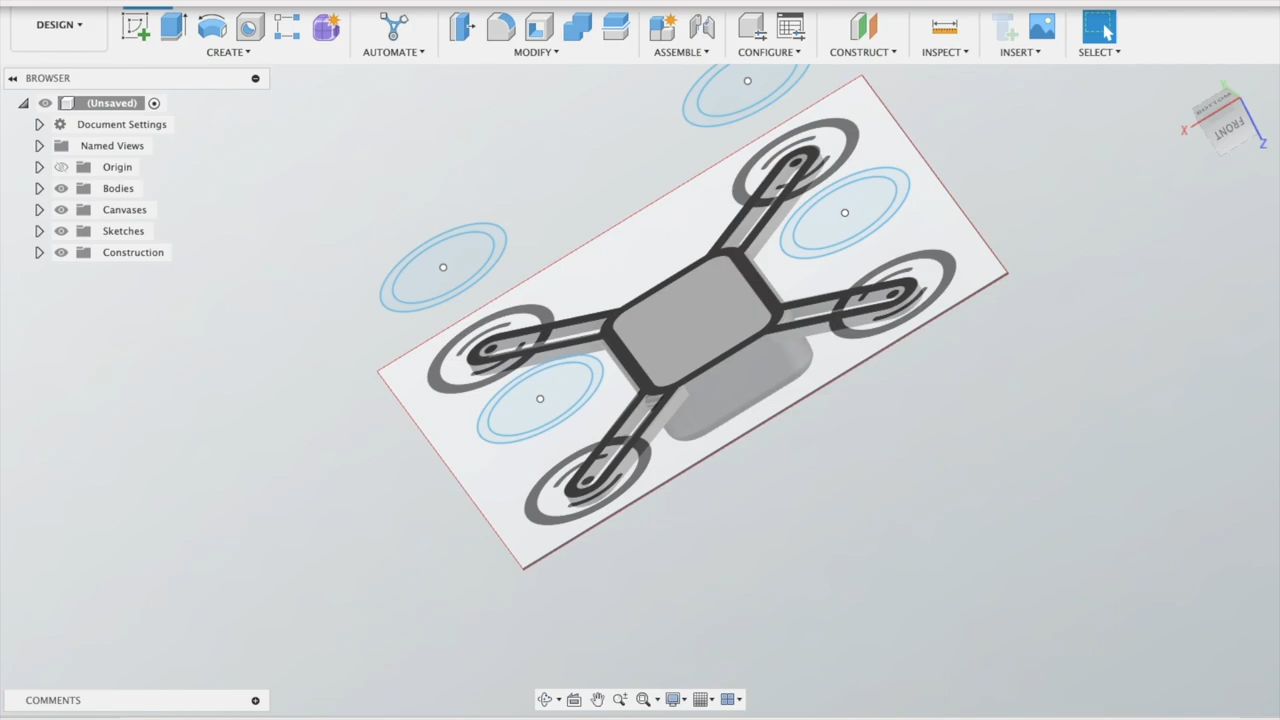 DESIGN
CREATE
AUTOMATE
MODIFY
ASSEMBLE
CONFIGURE
CONSTRUCT
INSPECT
INSERT
SELECT
BROWSER
(Unsaved)
Document Settings
Named Views
Origin
Bodies
Canvases
Sketches
Construction
Y
BOTTOM
X
FRONT
Z
COMMENTS